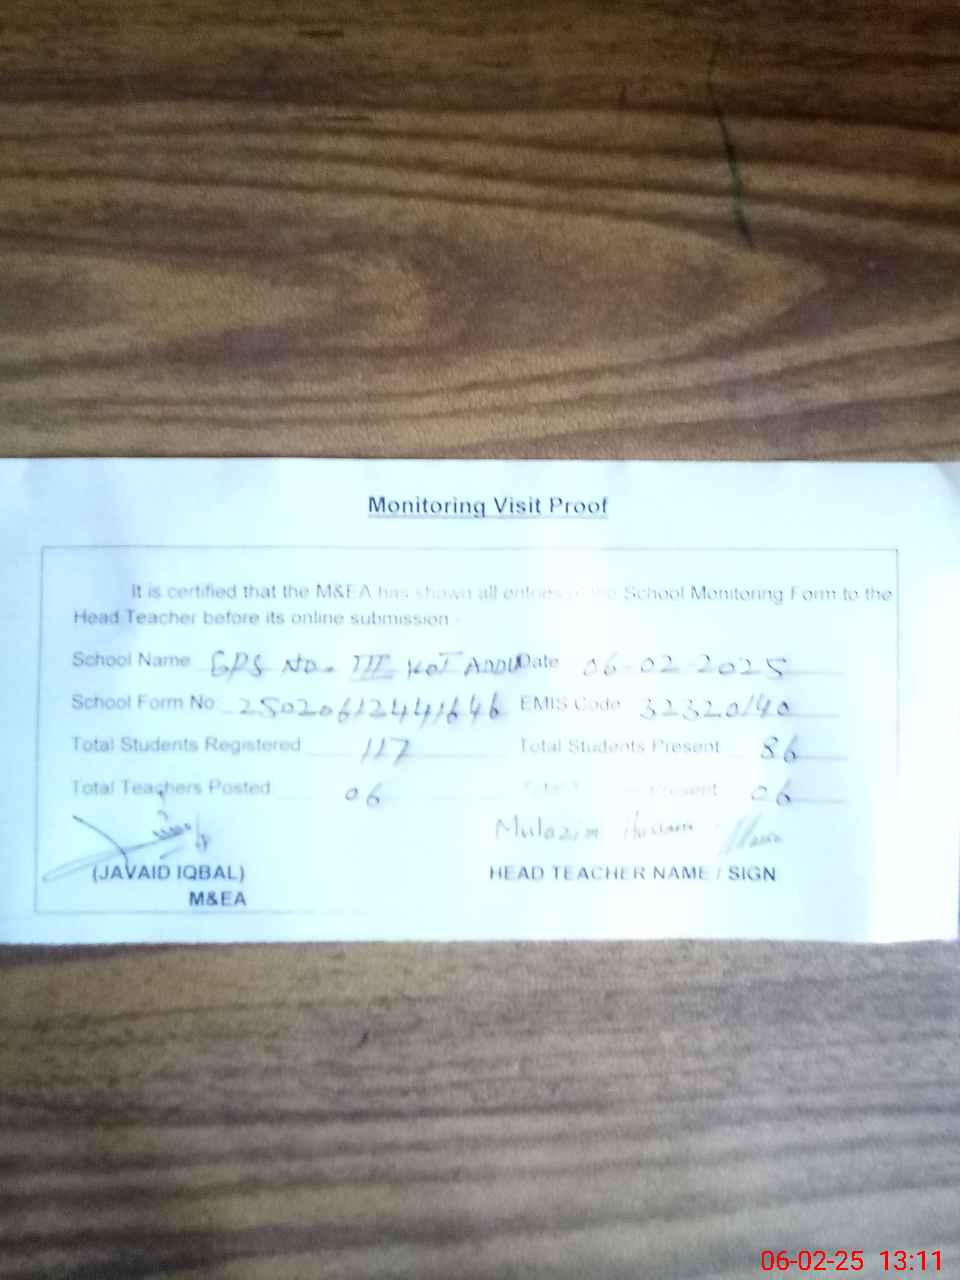 Monitoring Visit Proof
It is certified that the M&EA has shown all entries of the School Monitoring Form to the
Head Teacher before its online submission -
School Name GPS No. III KOT ADDU Date 06-02-2025
School Form No 25020612441646 EMIS Code 32320140
Total Students Registered 117 Total Students Present 86
Total Teachers Posted 06 Present 06
Mulazim Hussain
(JAVAID IQBAL) HEAD TEACHER NAME / SIGN
M&EA
06-02-25 13:11